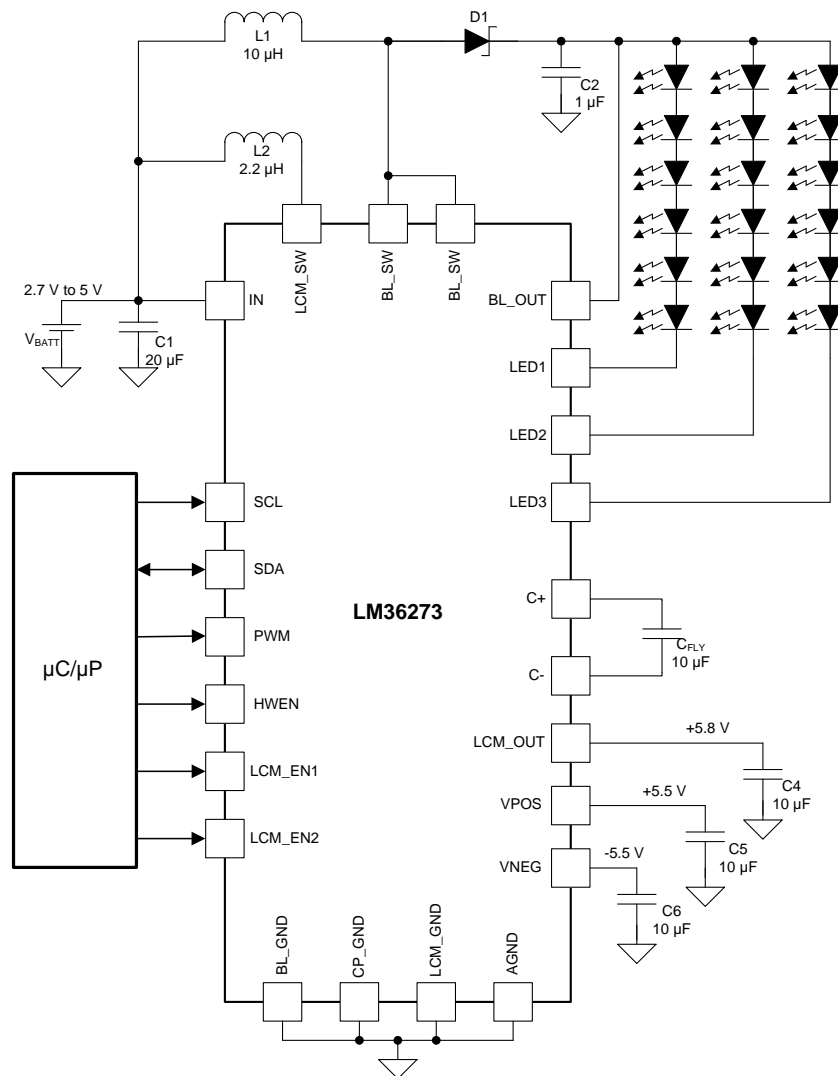 D1
L1
10 µH
C2
1 µF
L2
2.2 µH
LCM_SW
BL_SW
BL_SW
2.7 V to 5 V
IN
BL_OUT
VBATT
C1
20 µF
LED1
LED2
LED3
SCL
SDA
PWM
HWEN
LCM_EN1
LCM_EN2
µC/µP
LM36273
C+
CFLY
10 µF
C-
LCM_OUT
+5.8 V
C4
10 µF
VPOS
+5.5 V
C5
10 µF
VNEG
-5.5 V
C6
10 µF
BL_GND
CP_GND
LCM_GND
AGND